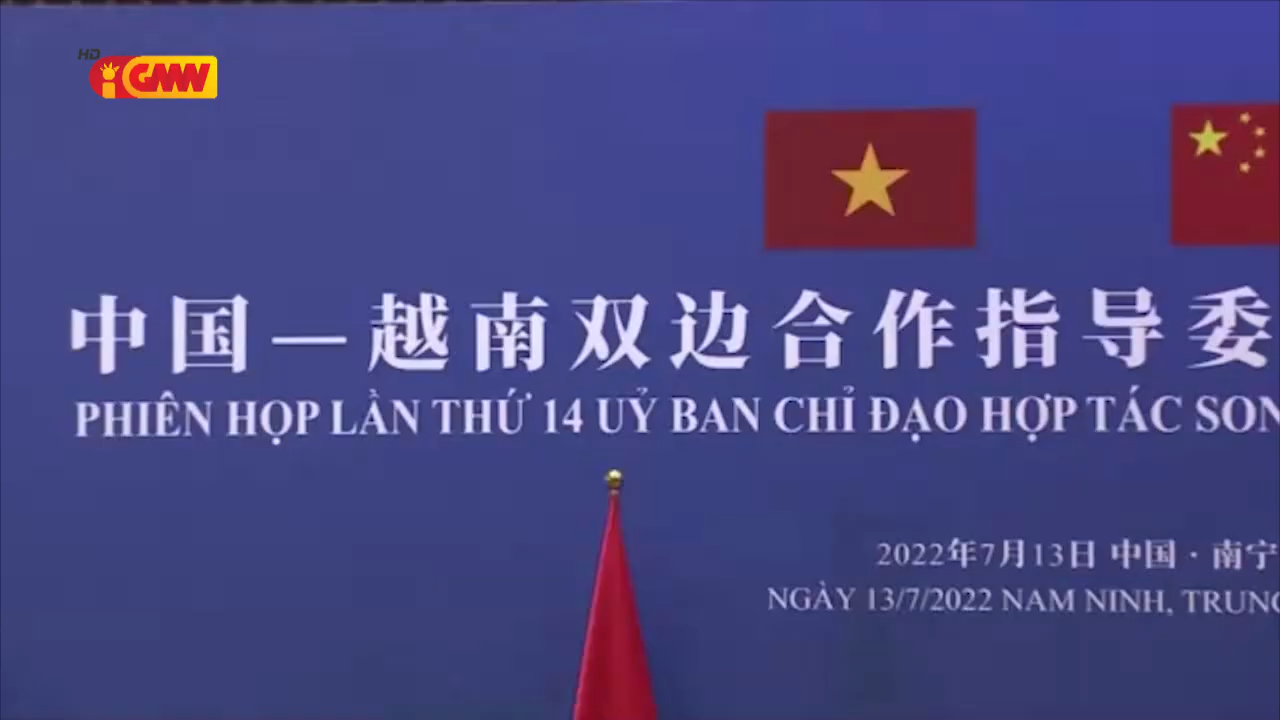 HD
iGMW
中国—越南双边合作指导委
PHIÊN HỌP LẦN THỨ 14 UỶ BAN CHỈ ĐẠO HỢP TÁC SON
2022年7月13日 中国·南宁
NGÀY 13/7/2022 NAM NINH, TRUNG